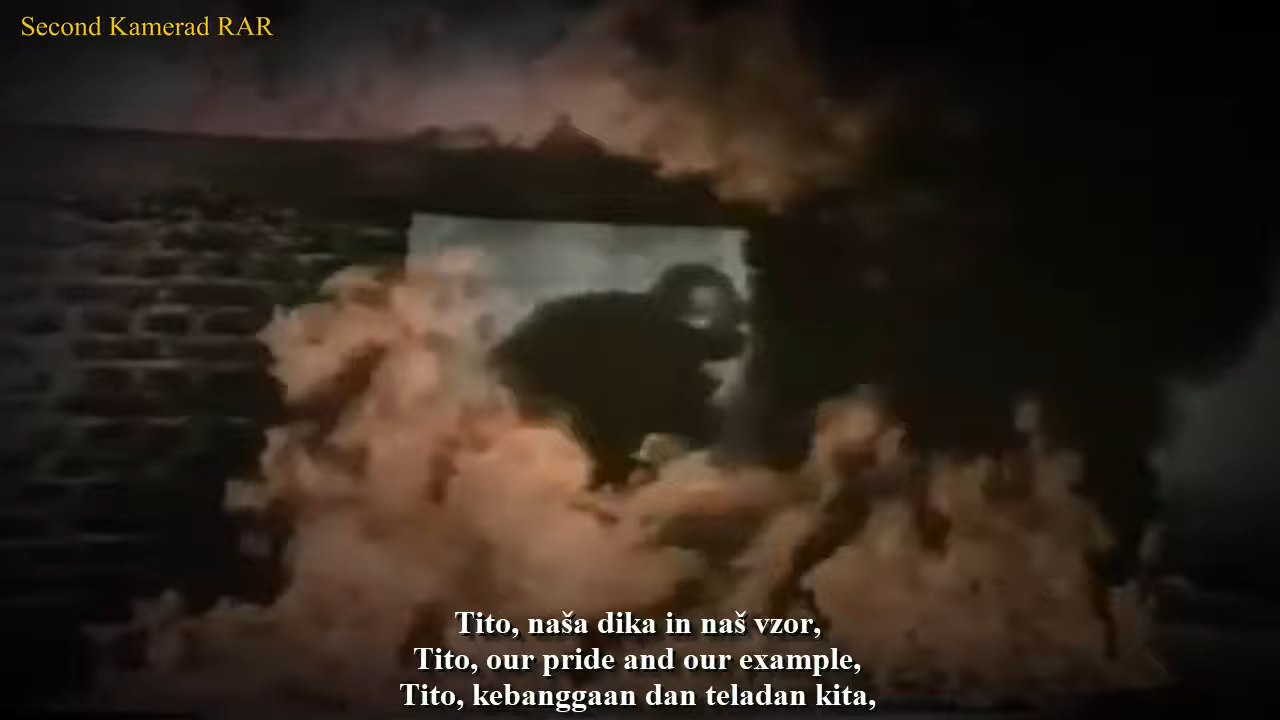 Second Kamerad RAR
Tito, naša dika in naš vzor,
Tito, our pride and our example,
Tito, kebanggaan dan teladan kita,